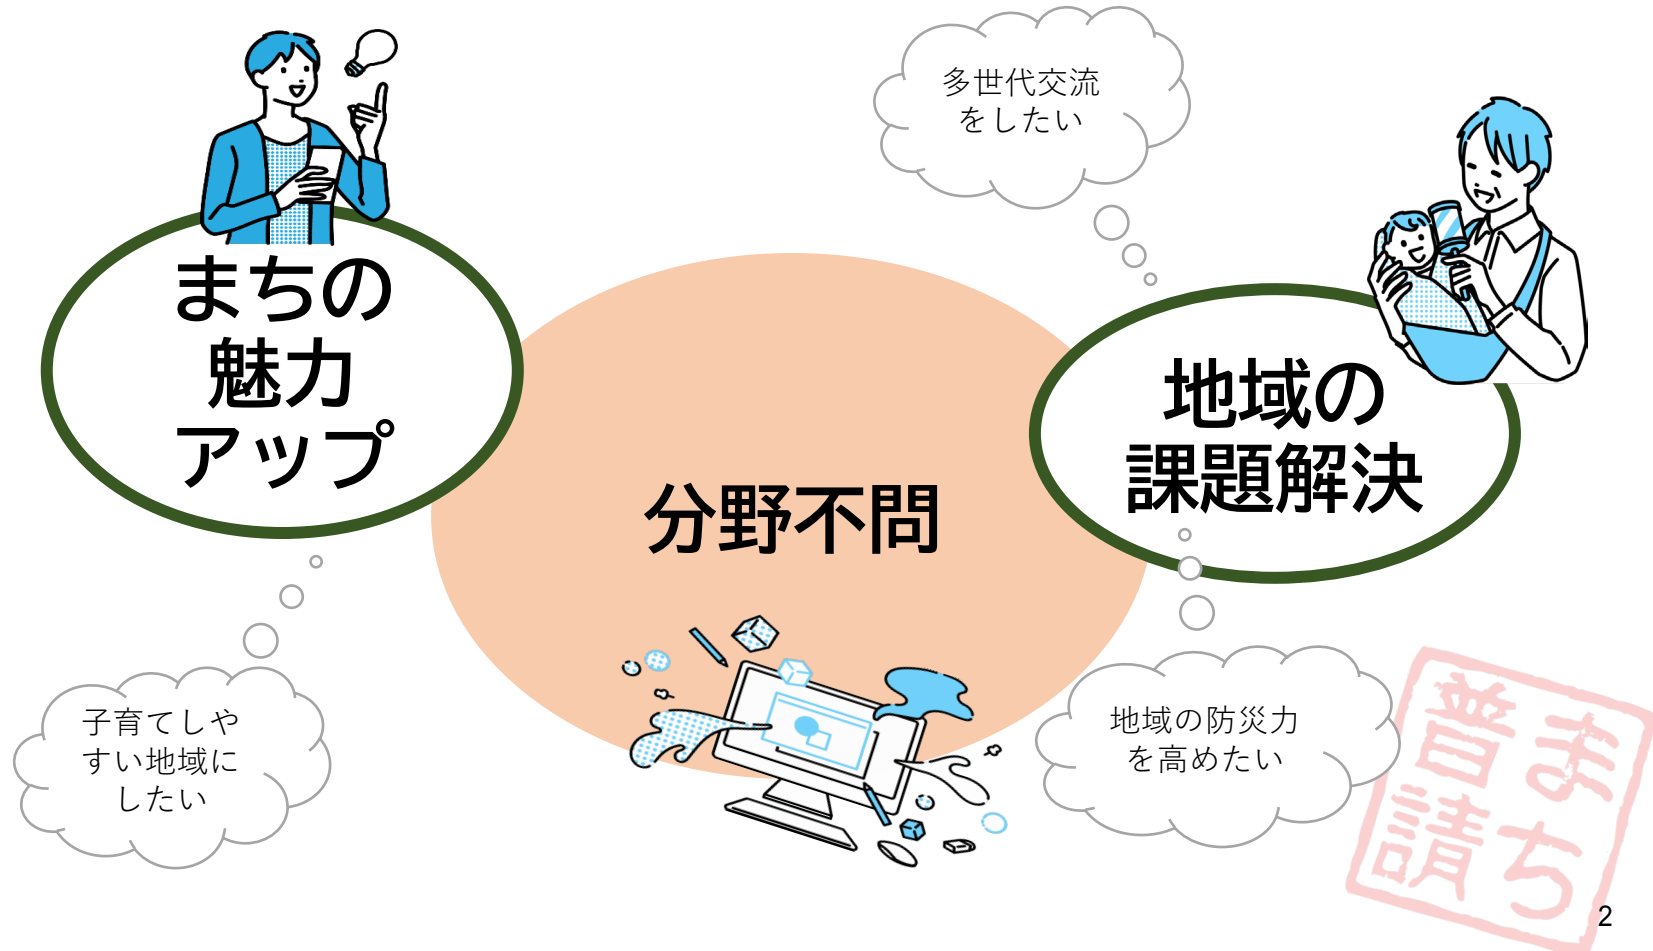 多世代交流
をしたい
まちの
魅力
アップ
地域の
課題解決
分野不問
子育てしや
すい地域に
したい
地域の防災力
を高めたい
まち
普請
2